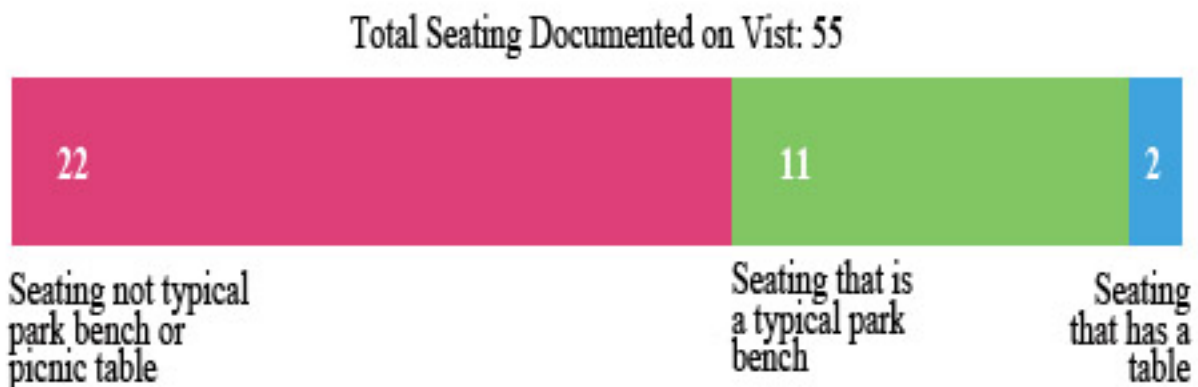 Total Seating Documented on Vist: 55
22
11
2
Seating not typical
park bench or
picnic table
Seating that is
a typical park
bench
Seating
that has a
table